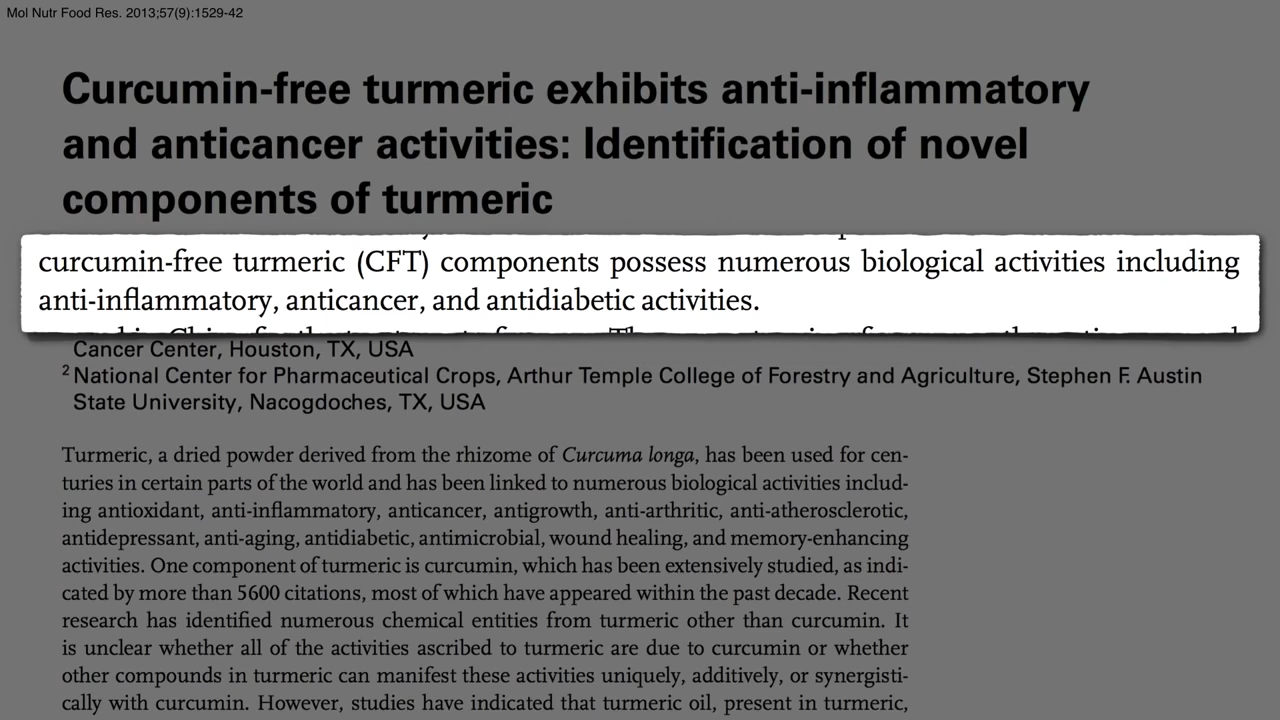 Mol Nutr Food Res. 2013;57(9):1529-42
Curcumin-free turmeric exhibits anti-inflammatory
and anticancer activities: Identification of novel
components of turmeric
curcumin-free turmeric (CFT) components possess numerous biological activities including
anti-inflammatory, anticancer, and antidiabetic activities.
Cancer Center, Houston, TX, USA
2 National Center for Pharmaceutical Crops, Arthur Temple College of Forestry and Agriculture, Stephen F. Austin
State University, Nacogdoches, TX, USA
Turmeric, a dried powder derived from the rhizome of Curcuma longa, has been used for cen-
turies in certain parts of the world and has been linked to numerous biological activities includ-
ing antioxidant, anti-inflammatory, anticancer, antigrowth, anti-arthritic, anti-atherosclerotic,
antidepressant, anti-aging, antidiabetic, antimicrobial, wound healing, and memory-enhancing
activities. One component of turmeric is curcumin, which has been extensively studied, as indi-
cated by more than 5600 citations, most of which have appeared within the past decade. Recent
research has identified numerous chemical entities from turmeric other than curcumin. It
is unclear whether all of the activities ascribed to turmeric are due to curcumin or whether
other compounds in turmeric can manifest these activities uniquely, additively, or synergisti-
cally with curcumin. However, studies have indicated that turmeric oil, present in turmeric,